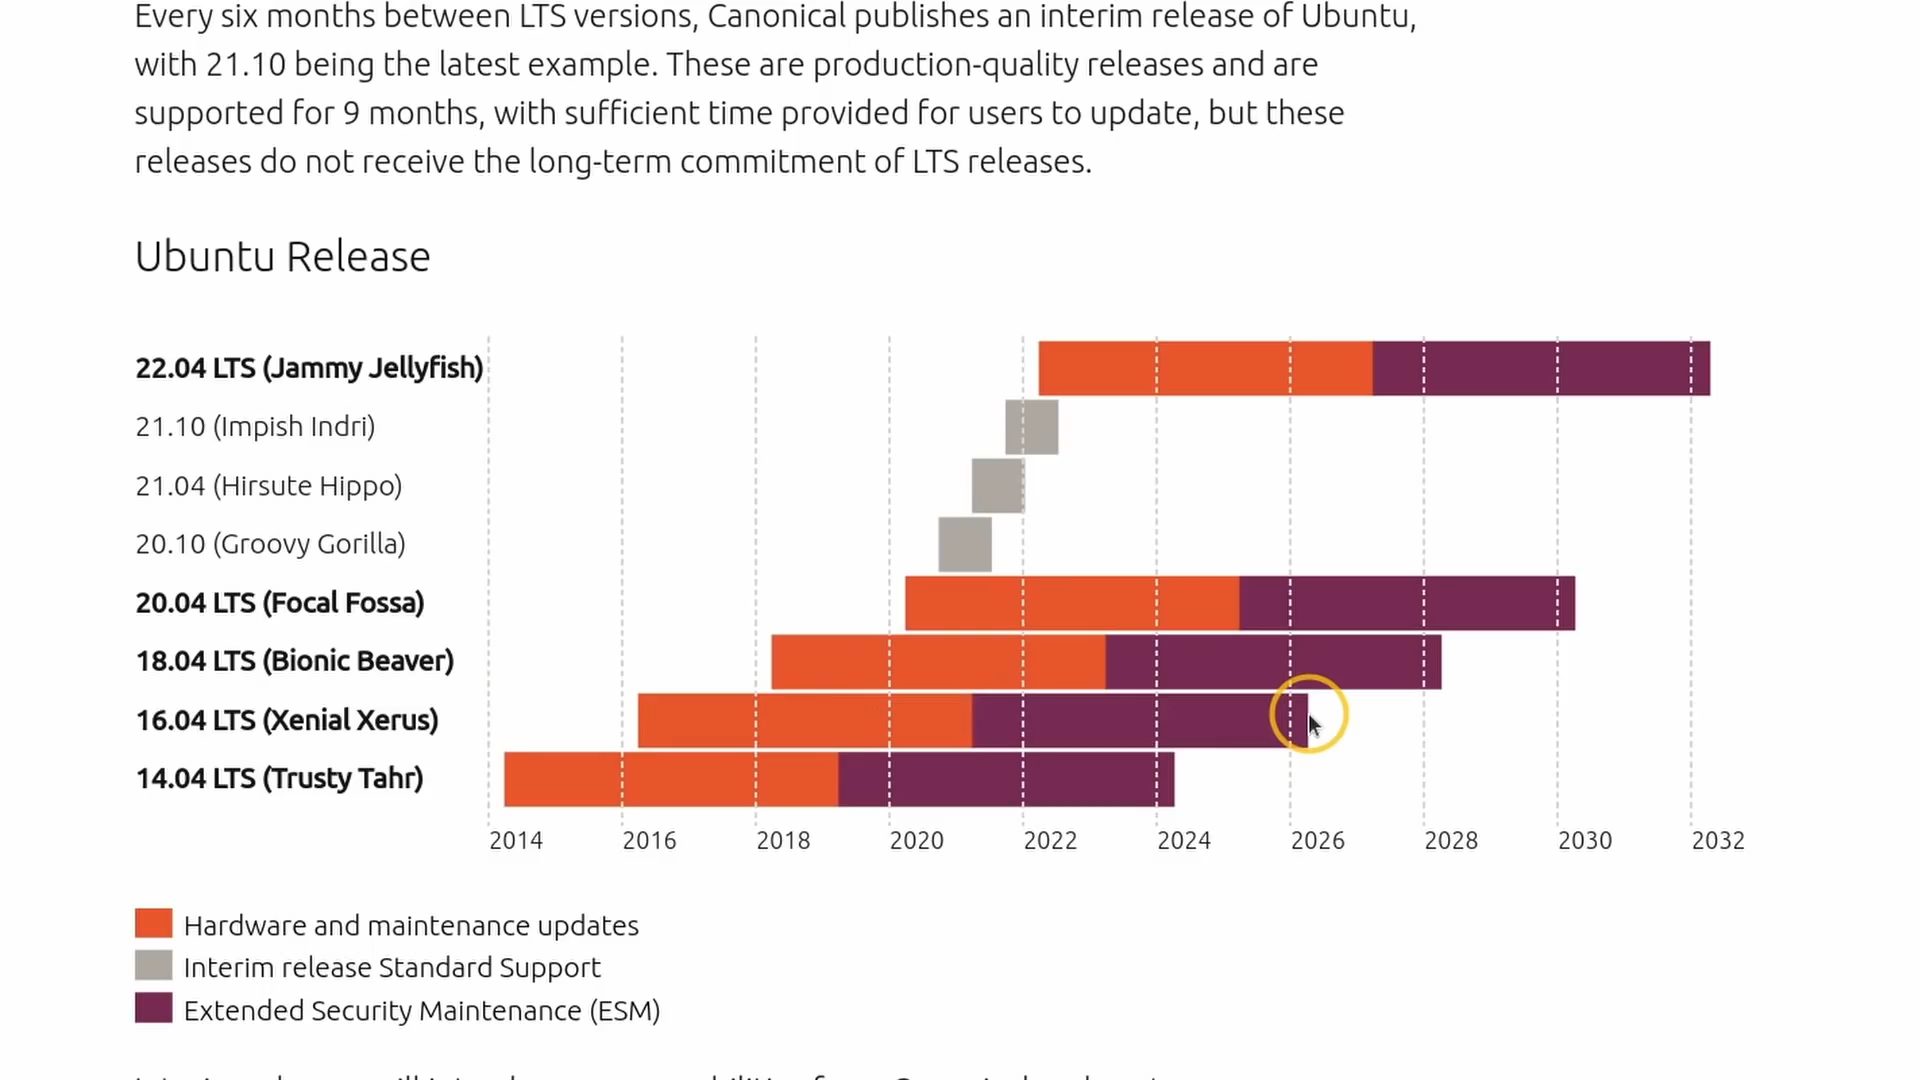 Every six months between LTS versions, Canonical publishes an interim release of Ubuntu,
with 21.10 being the latest example. These are production-quality releases and are
supported for 9 months, with sufficient time provided for users to update, but these
releases do not receive the long-term commitment of LTS releases.
Ubuntu Release
22.04 LTS (Jammy Jellyfish)
21.10 (Impish Indri)
21.04 (Hirsute Hippo)
20.10 (Groovy Gorilla)
20.04 LTS (Focal Fossa)
18.04 LTS (Bionic Beaver)
16.04 LTS (Xenial Xerus)
14.04 LTS (Trusty Tahr)
2014 2016 2018 2020 2022 2024 2026 2028 2030 2032
Hardware and maintenance updates
Interim release Standard Support
Extended Security Maintenance (ESM)